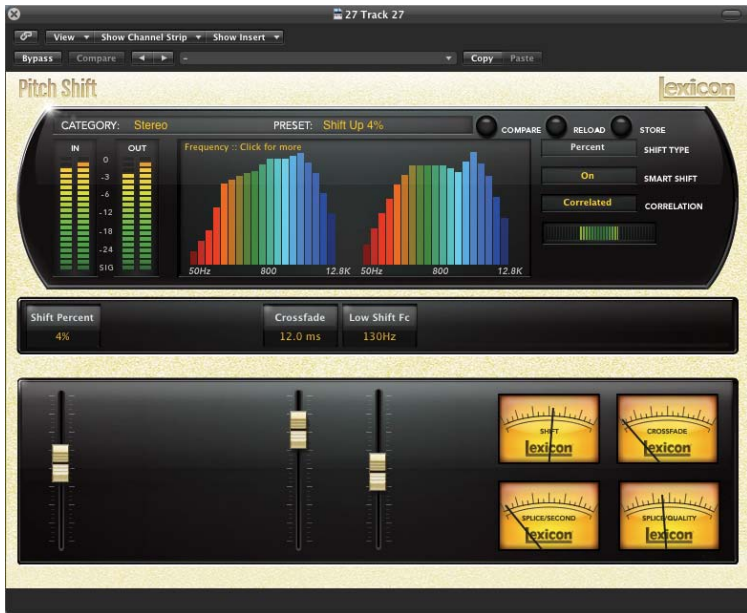 27 Track 27
View Show Channel Strip Show Insert
Bypass Compare - Copy Paste
Pitch Shift lexicon
CATEGORY: Stereo PRESET: Shift Up 4% COMPARE RELOAD STORE
IN OUT
0
-3
-6
-12
-18
-24
SIG
Frequency :: Click for more
50Hz 800 12.8K 50Hz 800 12.8K
Percent SHIFT TYPE
On SMART SHIFT
Correlated CORRELATION
Shift Percent Crossfade Low Shift Fc
4% 12.0 ms 130Hz
SHIFT CROSSFADE
lexicon lexicon
SPLICE/SECOND SPLICE/QUALITY
lexicon lexicon